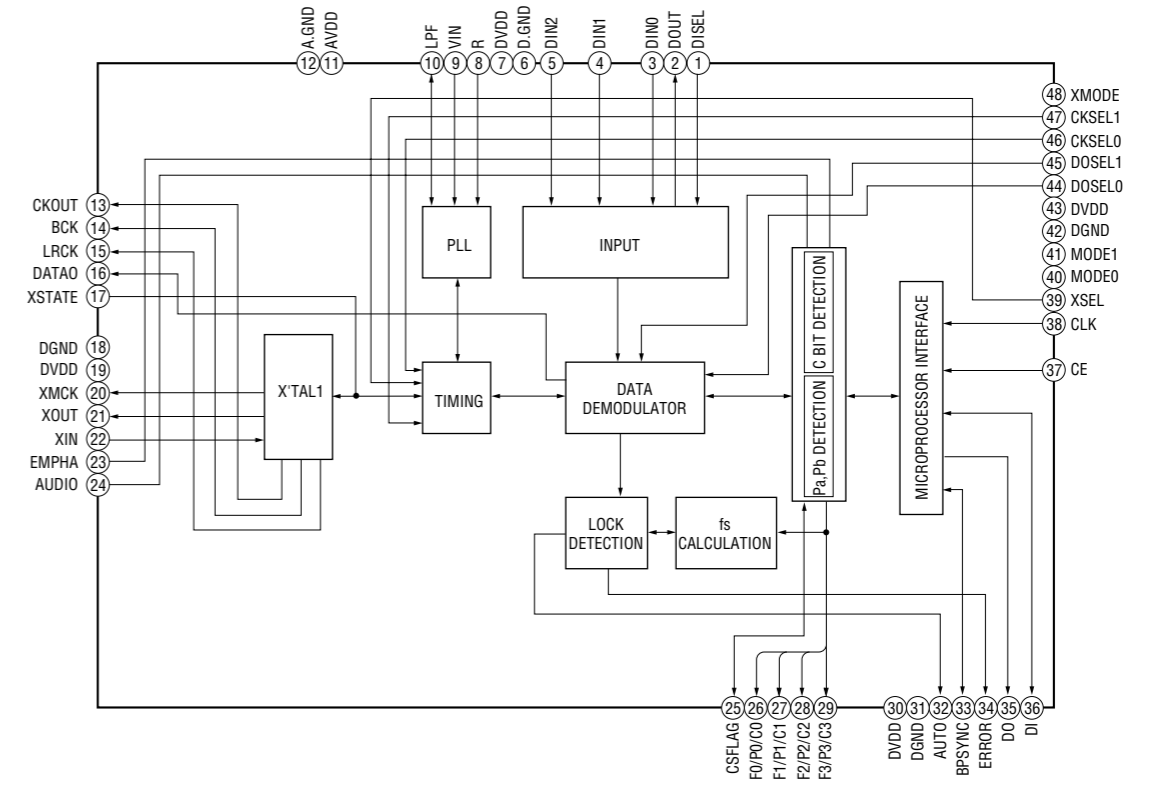 A.GND
AVDD
LPF
VIN
R
DVDD
D.GND
DIN2
DIN1
DIN0
DOUT
DISEL
12
11
10
9
8
7
6
5
4
3
2
1
48 XMODE
47 CKSEL1
46 CKSEL0
45 DOSEL1
44 DOSEL0
43 DVDD
42 DGND
41 MODE1
40 MODE0
39 XSEL
38 CLK
37 CE
CKOUT 13
BCK 14
LRCK 15
DATAO 16
XSTATE 17
DGND 18
DVDD 19
XMCK 20
XOUT 21
XIN 22
EMPHA 23
AUDIO 24
PLL
INPUT
X'TAL1
TIMING
DATA
DEMODULATOR
C BIT DETECTION
Pa,Pb DETECTION
MICROPROCESSOR INTERFACE
LOCK
DETECTION
fs
CALCULATION
25
26
27
28
29
30
31
32
33
34
35
36
CSFLAG
F0/P0/C0
F1/P1/C1
F2/P2/C2
F3/P3/C3
DVDD
DGND
AUTO
BPSYNC
ERROR
DO
DI